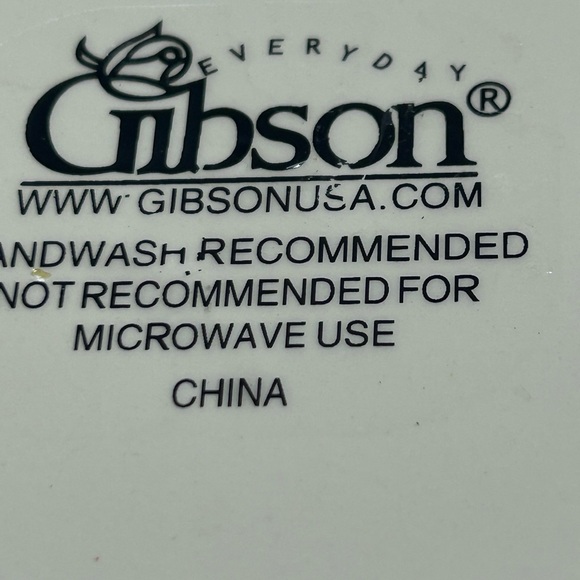 EVERYDAY
Gibson®
WWW.GIBSONUSA.COM
ANDWASH RECOMMENDED
NOT RECOMMENDED FOR
MICROWAVE USE
CHINA